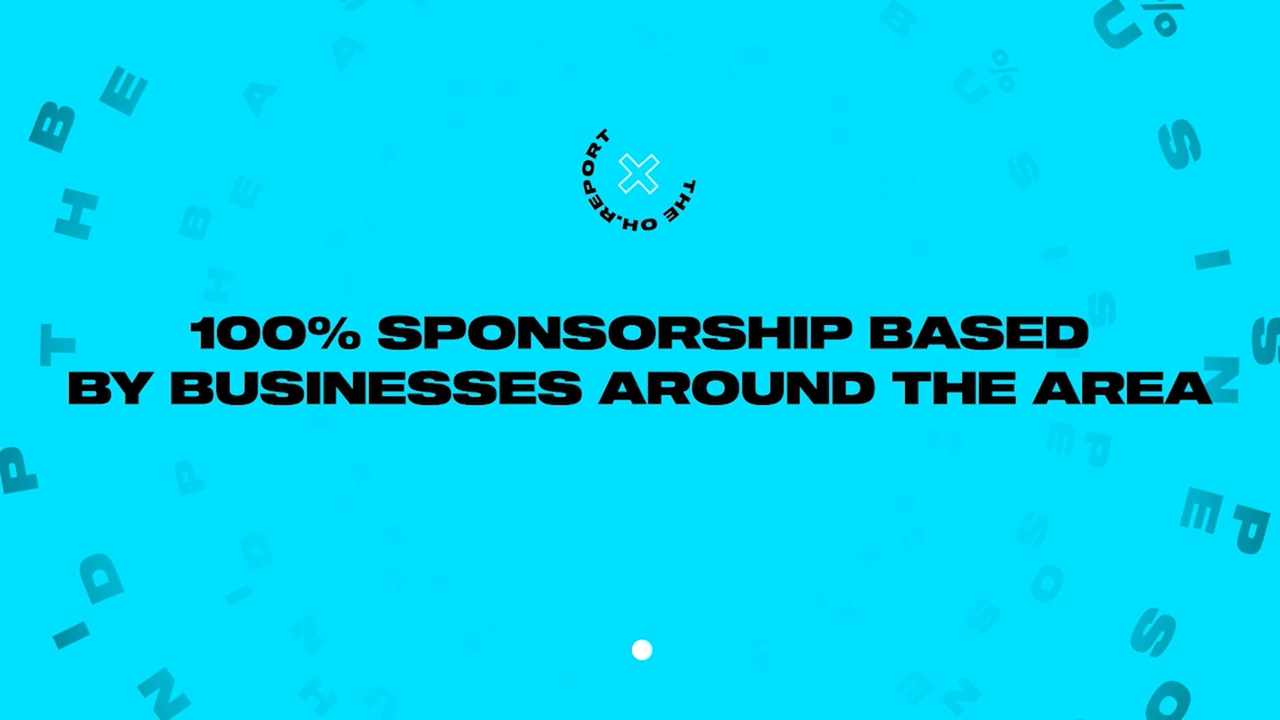 THE OH.REPORT
100% SPONSORSHIP BASED
BY BUSINESSES AROUND THE AREA